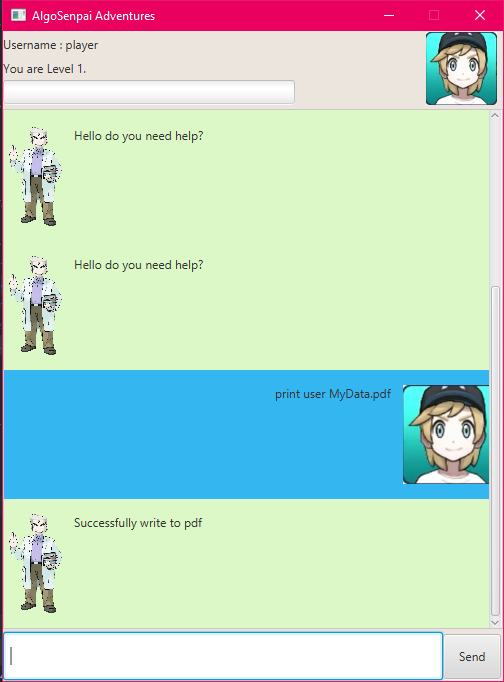 AlgoSenpai Adventures
Username : player
You are Level 1.
Hello do you need help?
Hello do you need help?
print user MyData.pdf
Successfully write to pdf
Send